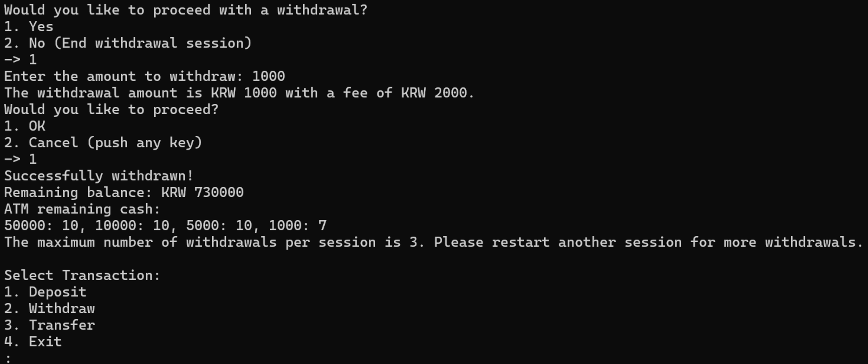 Would you like to proceed with a withdrawal?
1. Yes
2. No (End withdrawal session)
-> 1
Enter the amount to withdraw: 1000
The withdrawal amount is KRW 1000 with a fee of KRW 2000.
Would you like to proceed?
1. OK
2. Cancel (push any key)
-> 1
Successfully withdrawn!
Remaining balance: KRW 730000
ATM remaining cash:
50000: 10, 10000: 10, 5000: 10, 1000: 7
The maximum number of withdrawals per session is 3. Please restart another session for more withdrawals.
Select Transaction:
1. Deposit
2. Withdraw
3. Transfer
4. Exit
: